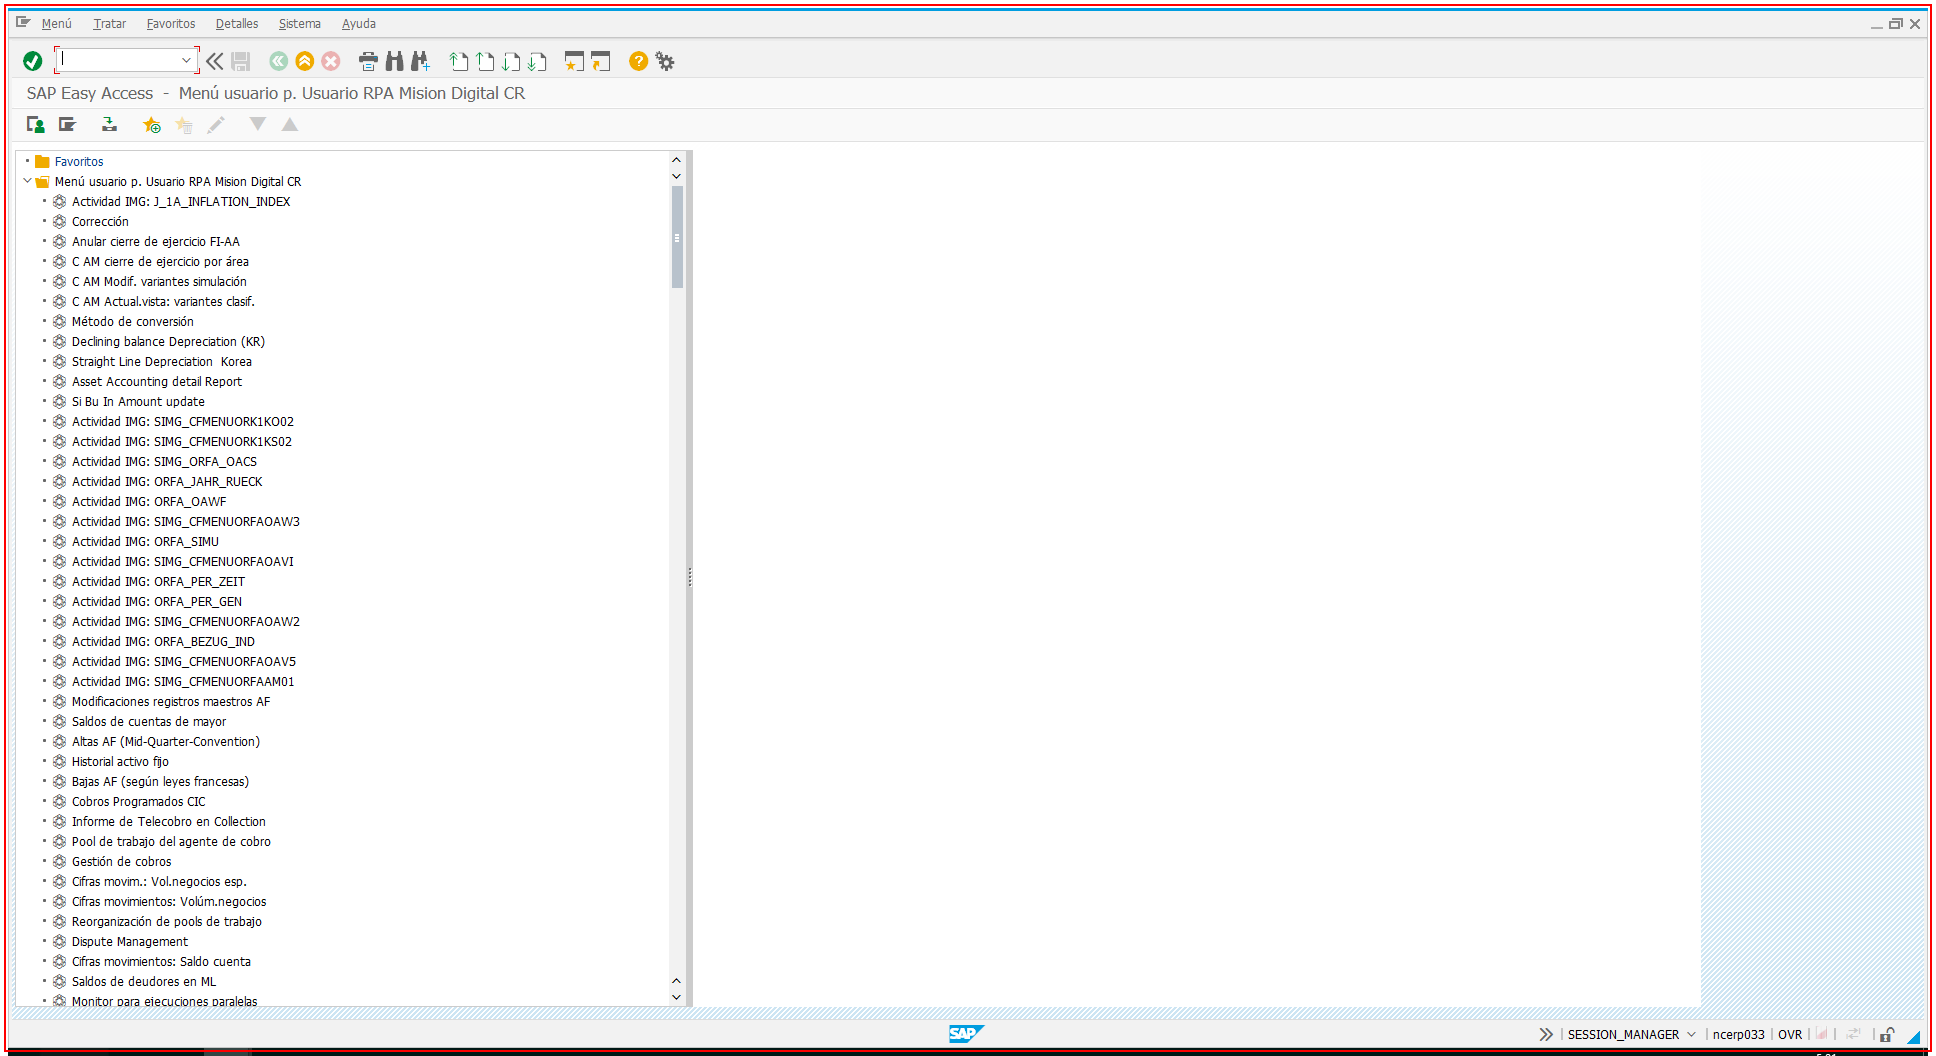 Menú Tratar Favoritos Detalles Sistema Ayuda
SAP Easy Access - Menú usuario p. Usuario RPA Mision Digital CR
Favoritos
Menú usuario p. Usuario RPA Mision Digital CR
Actividad IMG: J_1A_INFLATION_INDEX
Corrección
Anular cierre de ejercicio FI-AA
C AM cierre de ejercicio por área
C AM Modif. variantes simulación
C AM Actual.vista: variantes clasif.
Método de conversión
Declining balance Depreciation (KR)
Straight Line Depreciation  Korea
Asset Accounting detail Report
Si Bu In Amount update
Actividad IMG: SIMG_CFMENUORK1KO02
Actividad IMG: SIMG_CFMENUORK1KS02
Actividad IMG: SIMG_ORFA_OACS
Actividad IMG: ORFA_JAHR_RUECK
Actividad IMG: ORFA_OAWF
Actividad IMG: SIMG_CFMENUORFAOAW3
Actividad IMG: ORFA_SIMU
Actividad IMG: SIMG_CFMENUORFAOAVI
Actividad IMG: ORFA_PER_ZEIT
Actividad IMG: ORFA_PER_GEN
Actividad IMG: SIMG_CFMENUORFAOAW2
Actividad IMG: ORFA_BEZUG_IND
Actividad IMG: SIMG_CFMENUORFAOAV5
Actividad IMG: SIMG_CFMENUORFAAM01
Modificaciones registros maestros AF
Saldos de cuentas de mayor
Altas AF (Mid-Quarter-Convention)
Historial activo fijo
Bajas AF (según leyes francesas)
Cobros Programados CIC
Informe de Telecobro en Collection
Pool de trabajo del agente de cobro
Gestión de cobros
Cifras movim.: Vol.negocios esp.
Cifras movimientos: Volúm.negocios
Reorganización de pools de trabajo
Dispute Management
Cifras movimientos: Saldo cuenta
Saldos de deudores en ML
Monitor para ejecuciones paralelas
SAP SESSION_MANAGER ncerp033 OVR